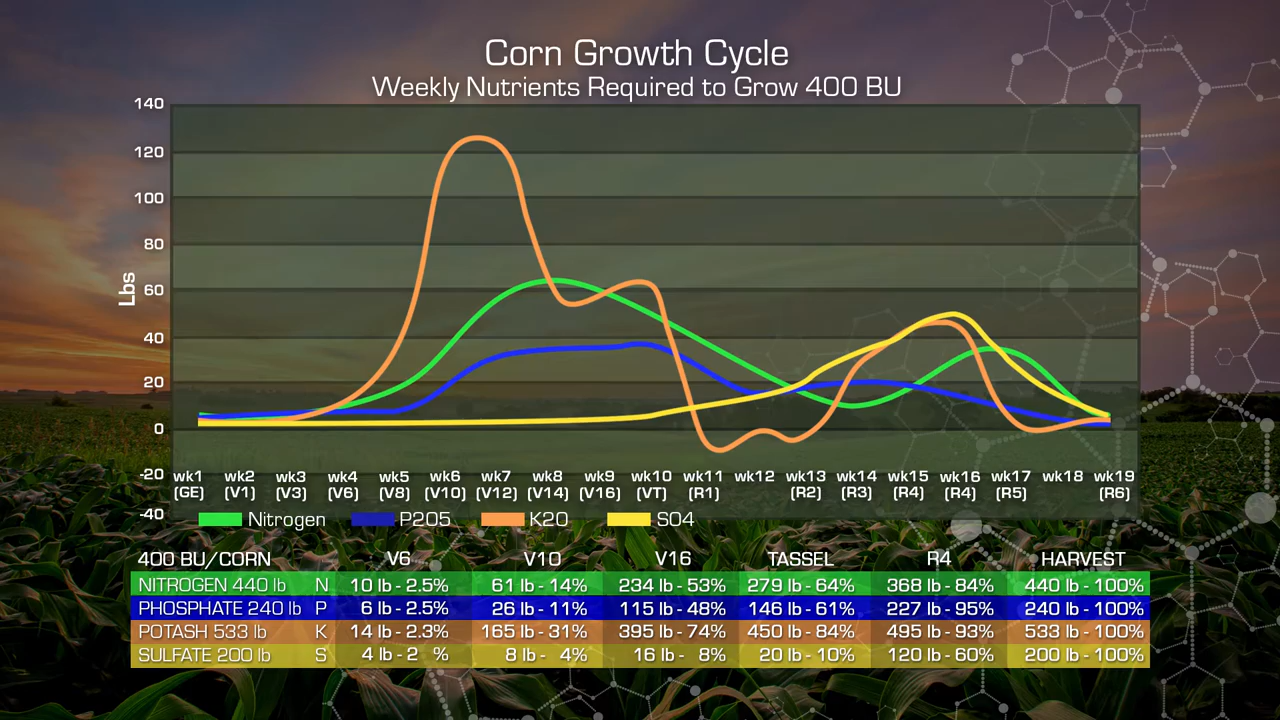 Corn Growth Cycle
Weekly Nutrients Required to Grow 400 BU
Lbs
140
120
100
80
60
40
20
0
-20
-40
wk1 wk2 wk3 wk4 wk5 wk6 wk7 wk8 wk9 wk10 wk11 wk12 wk13 wk14 wk15 wk16 wk17 wk18 wk19
(GE) (V1) (V3) (V6) (V8) (V10) (V12) (V14) (V16) (VT) (R1) (R2) (R3) (R4) (R4) (R5) (R6)
Nitrogen P205 K20 S04
400 BU/CORN V6 V10 V16 TASSEL R4 HARVEST
NITROGEN 440 lb N 10 lb - 2.5% 61 lb - 14% 234 lb - 53% 279 lb - 64% 368 lb - 84% 440 lb - 100%
PHOSPHATE 240 lb P 6 lb - 2.5% 26 lb - 11% 115 lb - 48% 146 lb - 61% 227 lb - 95% 240 lb - 100%
POTASH 533 lb K 14 lb - 2.3% 165 lb - 31% 395 lb - 74% 450 lb - 84% 495 lb - 93% 533 lb - 100%
SULFATE 200 lb S 4 lb - 2 % 8 lb - 4% 16 lb - 8% 20 lb - 10% 120 lb - 60% 200 lb - 100%